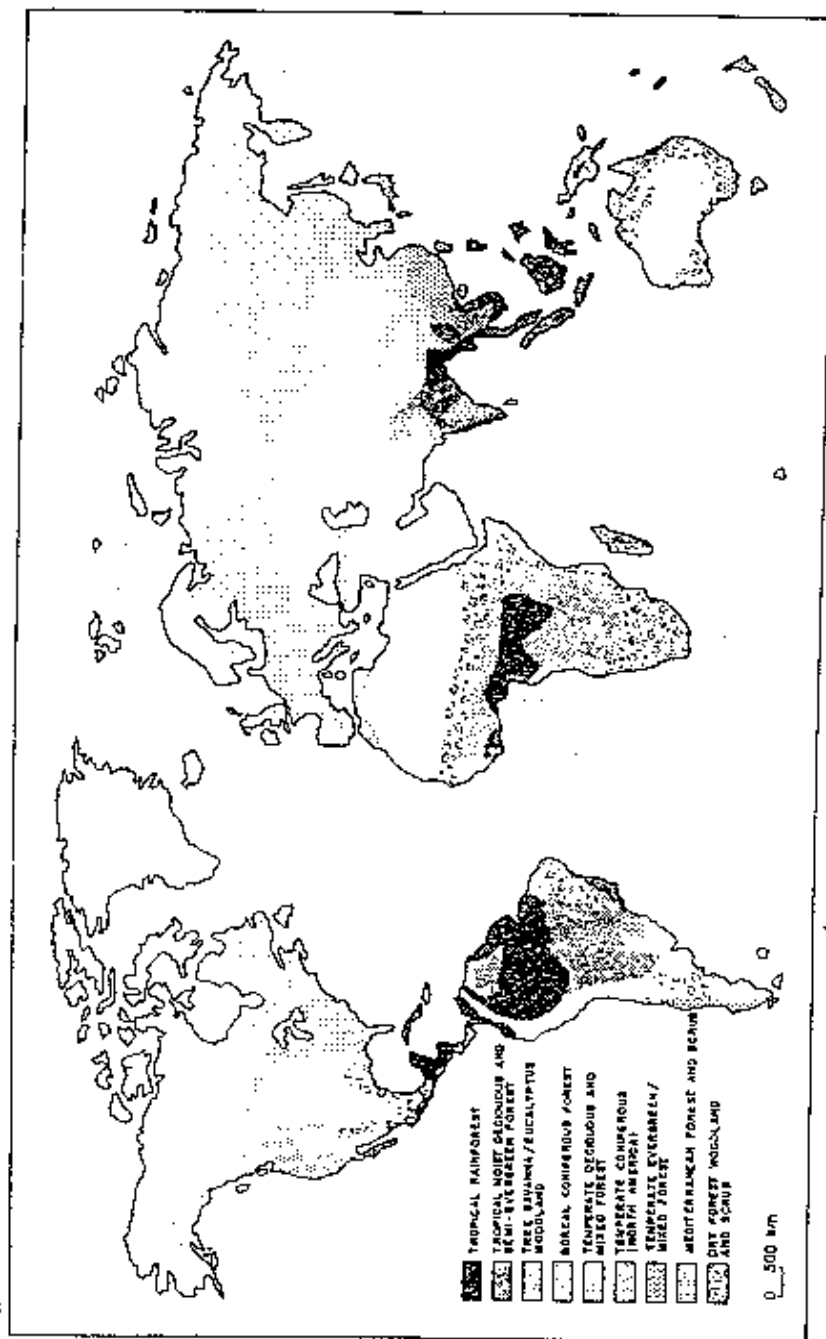 TROPICAL RAINFOREST
TROPICAL MOIST DECIDUOUS AND
SEMI-EVERGREEN FOREST
TREE SAVANNA/EUCALYPTUS
WOODLAND
BOREAL CONIFEROUS FOREST
TEMPERATE DECIDUOUS AND
MIXED FOREST
TEMPERATE CONIFEROUS
(NORTH AMERICA)
TEMPERATE EVERGREEN/
MIXED FOREST
MEDITERRANEAN FOREST AND SCRUB
DRY FOREST WOODLAND
AND SCRUB
0 500 km